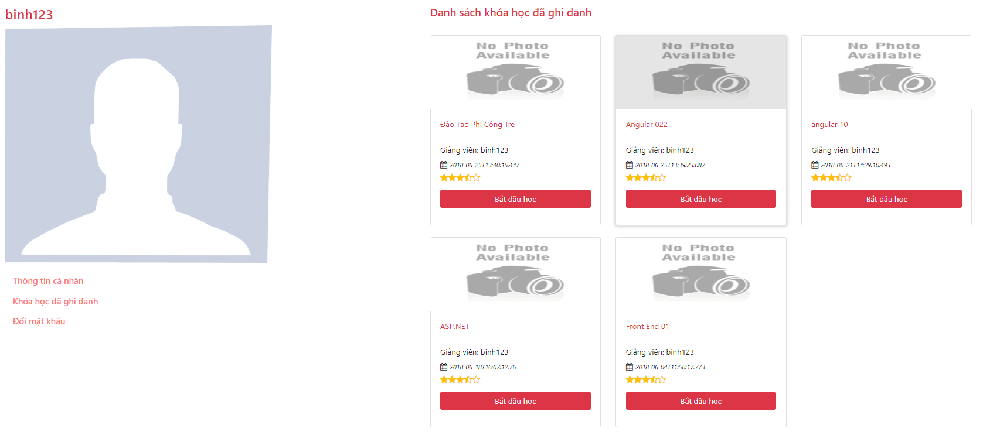 binh123
Thông tin cá nhân
Khóa học đã ghi danh
Đổi mật khẩu
Danh sách khóa học đã ghi danh
No Photo
Available
Đào Tạo Phi Công Trẻ
Giảng viên: binh123
2018-06-25T13:40:15.447
Bắt đầu học
No Photo
Available
Angular 022
Giảng viên: binh123
2018-06-25T13:39:23.087
Bắt đầu học
No Photo
Available
angular 10
Giảng viên: binh123
2018-06-21T14:29:10.493
Bắt đầu học
No Photo
Available
ASP.NET
Giảng viên: binh123
2018-06-18T16:07:12.76
Bắt đầu học
No Photo
Available
Front End 01
Giảng viên: binh123
2018-06-04T11:58:17.773
Bắt đầu học